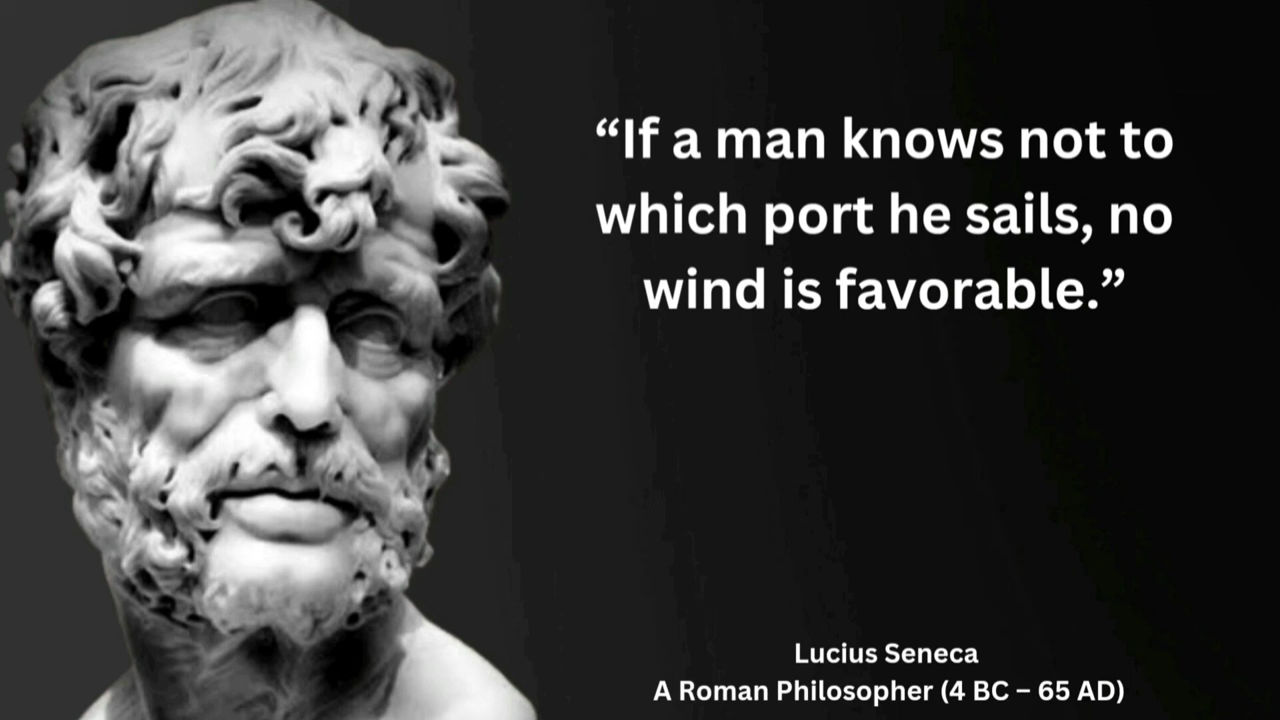 “If a man knows not to
which port he sails, no
wind is favorable.”
Lucius Seneca
A Roman Philosopher (4 BC – 65 AD)